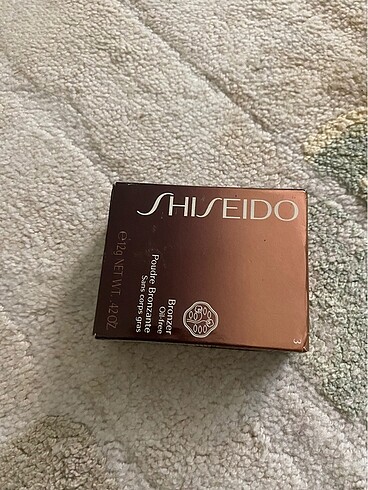 SHISEIDO
Bronzer
Oil-free
Poudre Bronzante
Sans corps gras
℮12g NET WT. .42 OZ.
3